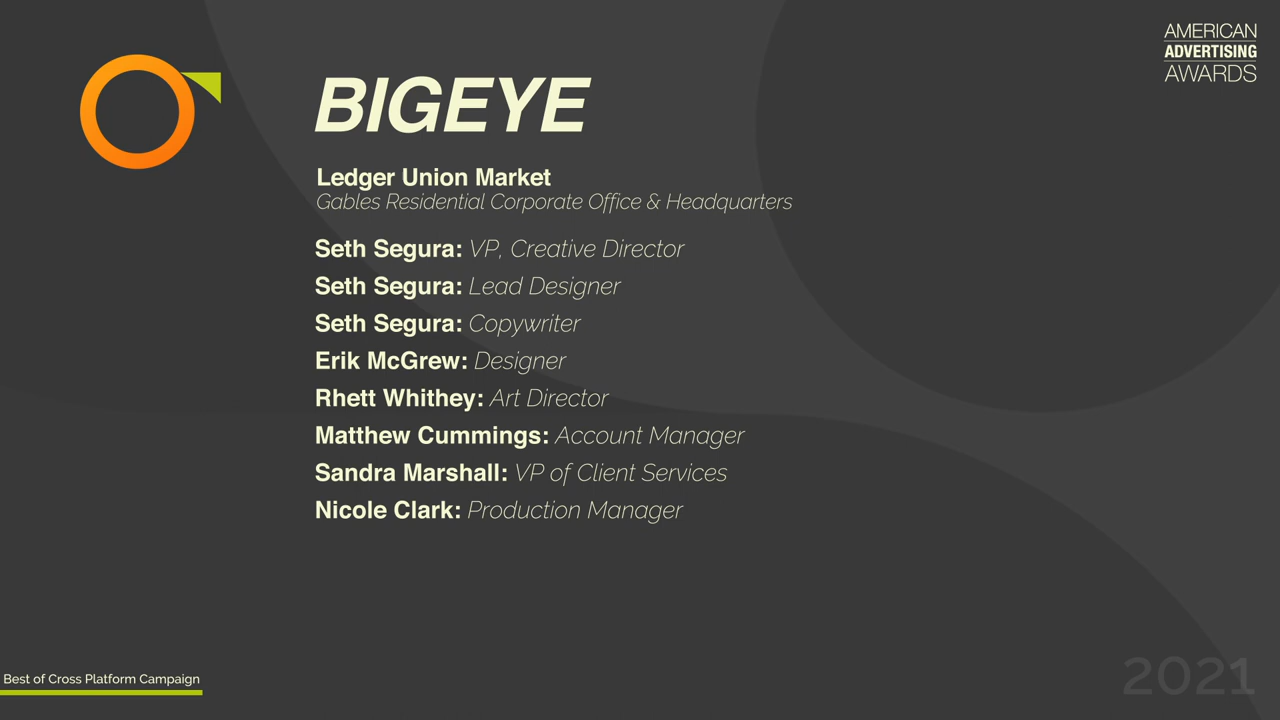 AMERICAN
ADVERTISING
AWARDS
BIGEYE
Ledger Union Market
Gables Residential Corporate Office & Headquarters
Seth Segura: VP, Creative Director
Seth Segura: Lead Designer
Seth Segura: Copywriter
Erik McGrew: Designer
Rhett Whithey: Art Director
Matthew Cummings: Account Manager
Sandra Marshall: VP of Client Services
Nicole Clark: Production Manager
Best of Cross Platform Campaign
2021